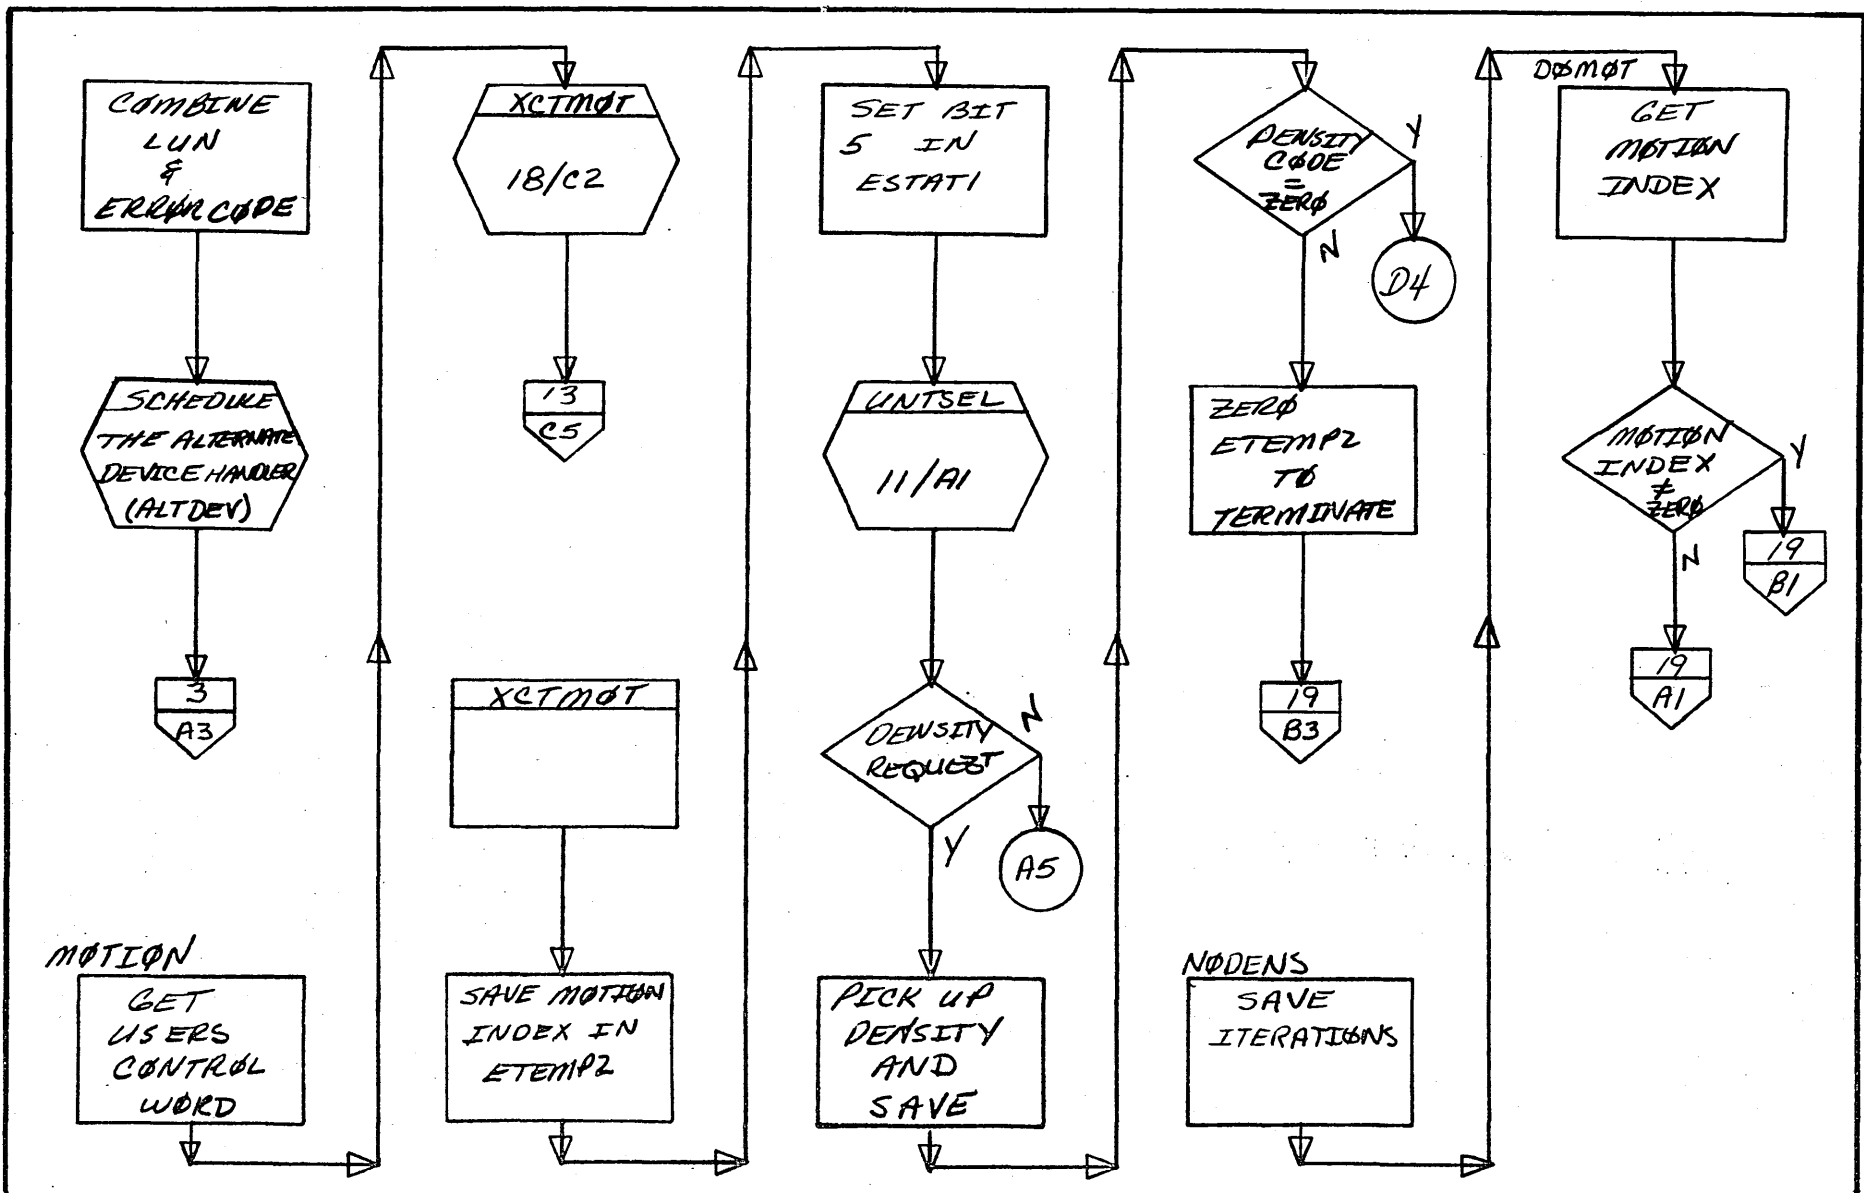 CØMBINE
LUN
&
ERRØR CØDE
SCHEDULE
THE ALTERNATE
DEVICE HANDLER
(ALTDEV)
3
A3
MØTIØN
GET
USERS
CØNTRØL
WØRD
XCTMØT
18/C2
13
C5
XCTMØT
SAVE MØTIØN
INDEX IN
ETEMP2
SET BIT
5 IN
ESTAT1
UNTSEL
11/A1
DENSITY
REQUEST
N
Y
A5
PICK UP
DENSITY
AND
SAVE
DENSITY
CØDE
=
ZERØ
Y
N
D4
ZERØ
ETEMP2
TØ
TERMINATE
19
B3
NØDENS
SAVE
ITERATIØNS
DØMØT
GET
MØTIØN
INDEX
MØTIØN
INDEX
≠
ZERØ
Y
N
19
B1
19
A1